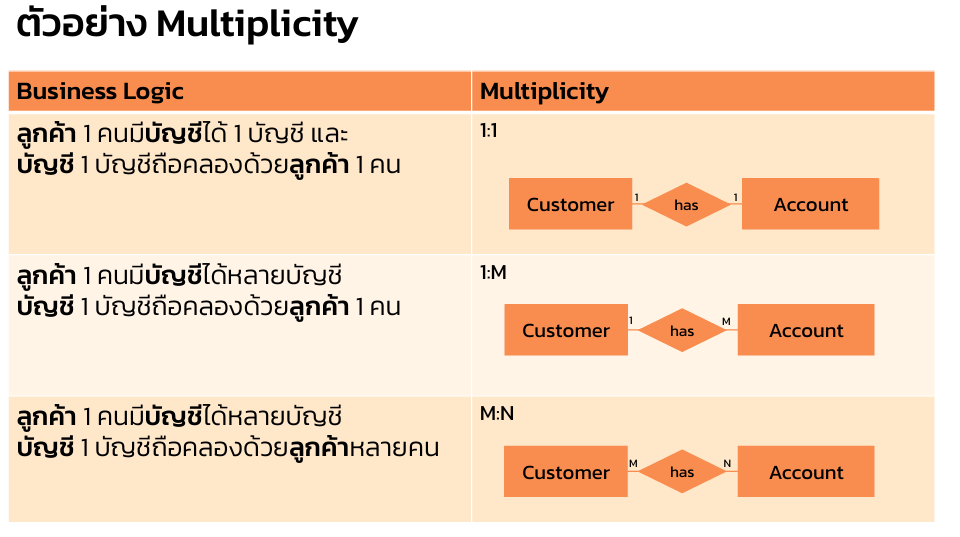 ตัวอย่าง Multiplicity
Business Logic
Multiplicity
ลูกค้า 1 คนมีบัญชีได้ 1 บัญชี และ
บัญชี 1 บัญชีถือคลองด้วยลูกค้า 1 คน
1:1
Customer 1 has 1 Account
ลูกค้า 1 คนมีบัญชีได้หลายบัญชี
บัญชี 1 บัญชีถือคลองด้วยลูกค้า 1 คน
1:M
Customer 1 has M Account
ลูกค้า 1 คนมีบัญชีได้หลายบัญชี
บัญชี 1 บัญชีถือคลองด้วยลูกค้าหลายคน
M:N
Customer M has N Account